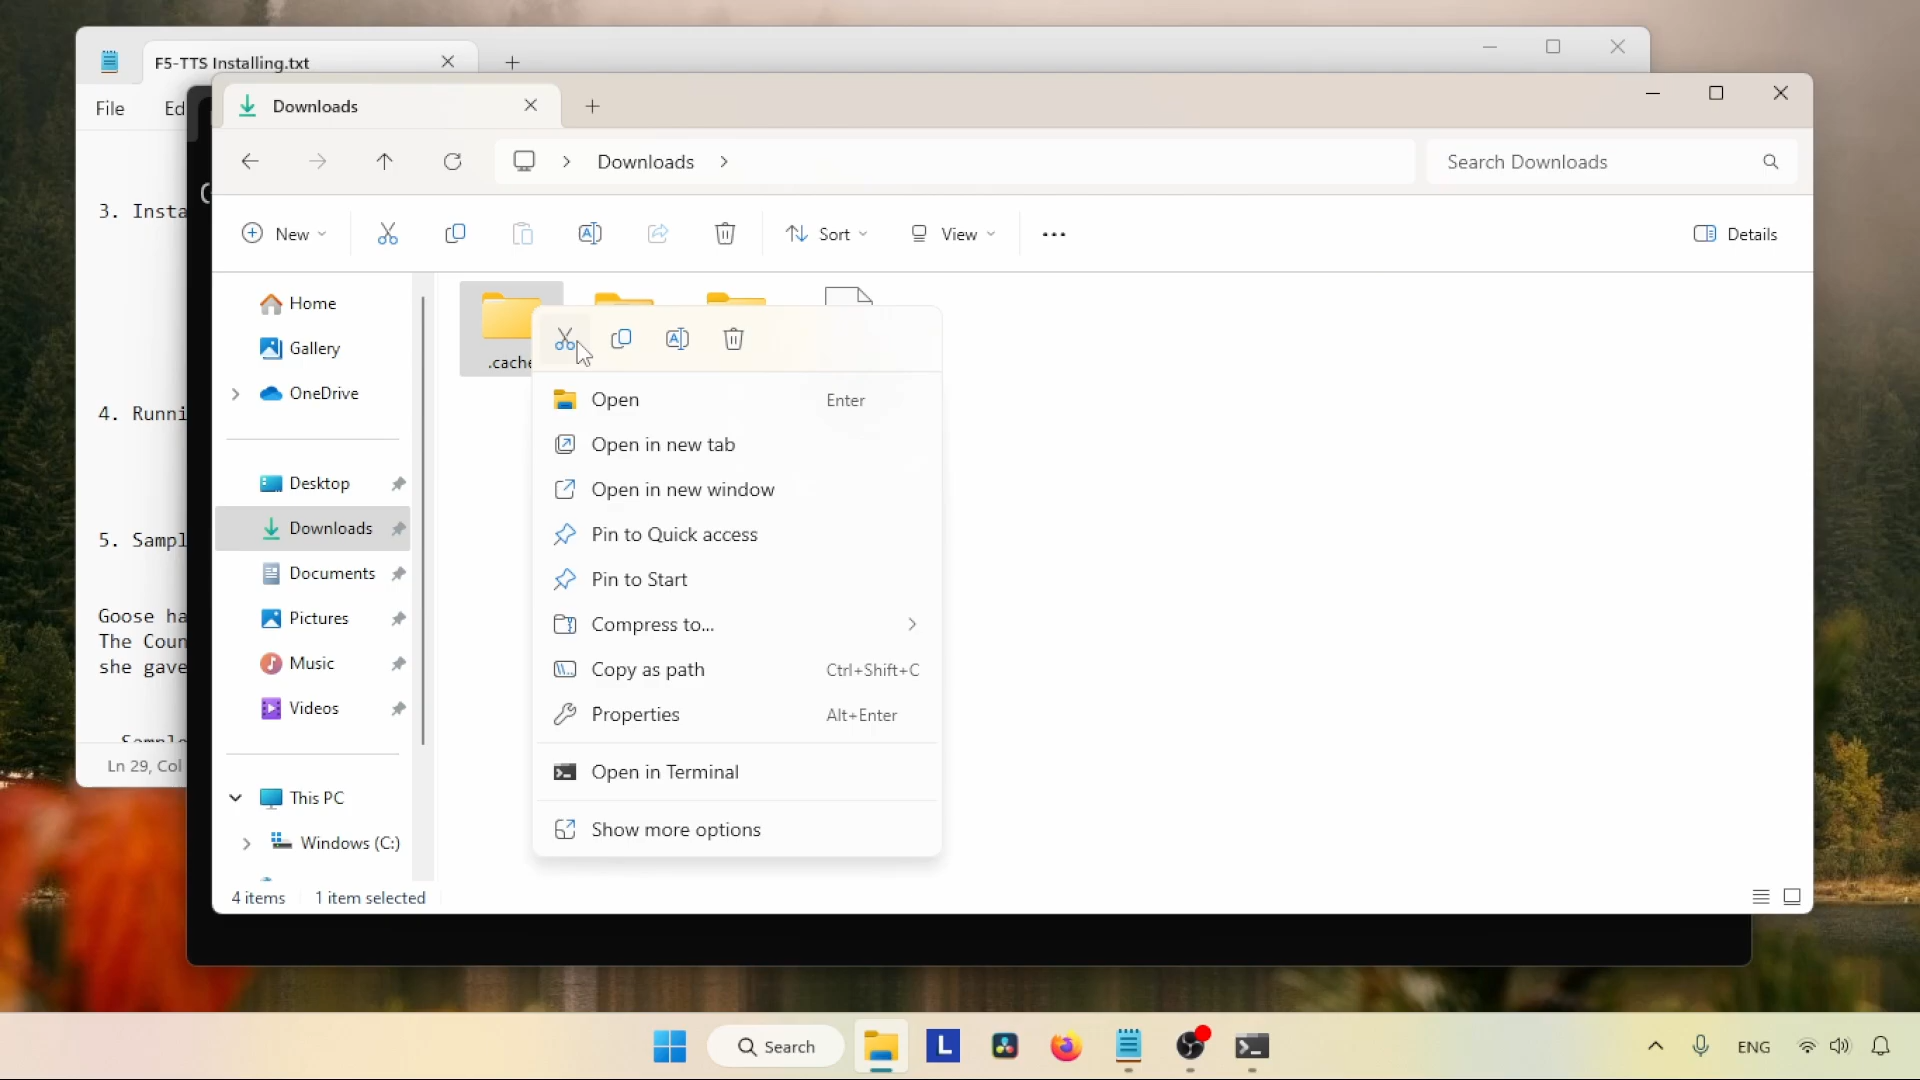 F5-TTS Installing.txt
File
Ed
Downloads
Downloads
Search Downloads
New
Sort
View
Details
3. Insta
4. Runni
5. Sampl
Goose ha
The Coun
she gave
Sample
Ln 29, Col
Home
Gallery
OneDrive
Desktop
Downloads
Documents
Pictures
Music
Videos
This PC
Windows (C:)
.cache
Open Enter
Open in new tab
Open in new window
Pin to Quick access
Pin to Start
Compress to...
Copy as path Ctrl+Shift+C
Properties Alt+Enter
Open in Terminal
Show more options
4 items 1 item selected
Search
L
ENG